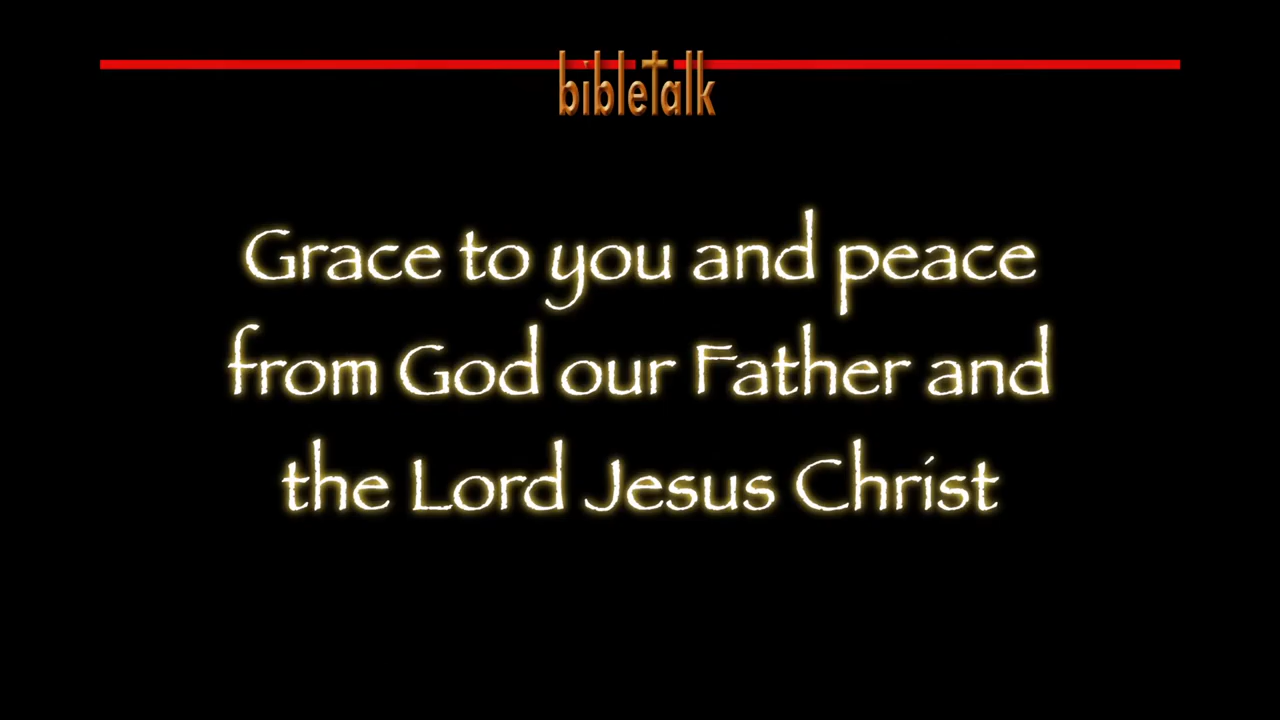 bibleTalk
Grace to you and peace
from God our Father and
the Lord Jesus Christ